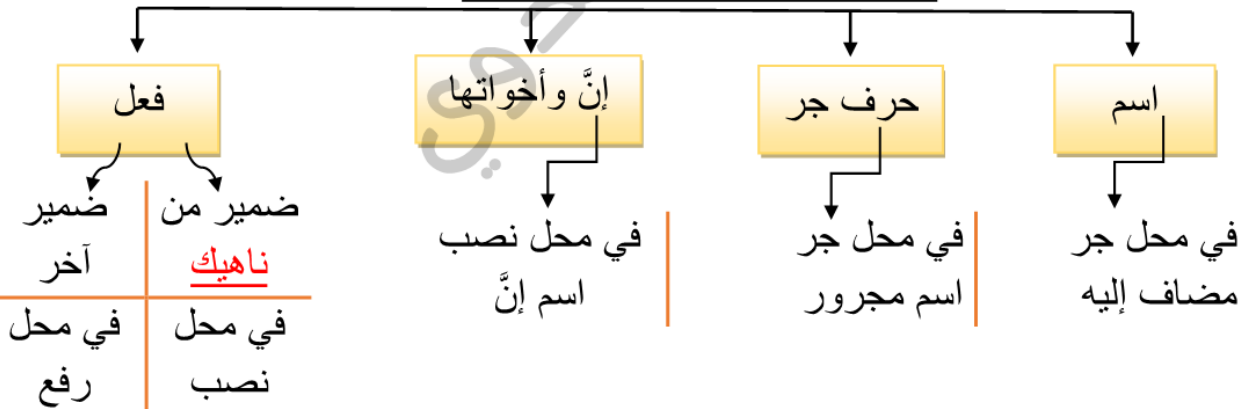 اسم
حرف جر
إنَّ وأخواتها
فعل
في محل جر
مضاف إليه
في محل جر
اسم مجرور
في محل نصب
اسم إنَّ
ضمير من
ناهيك
ضمير
آخر
في محل
نصب
في محل
رفع